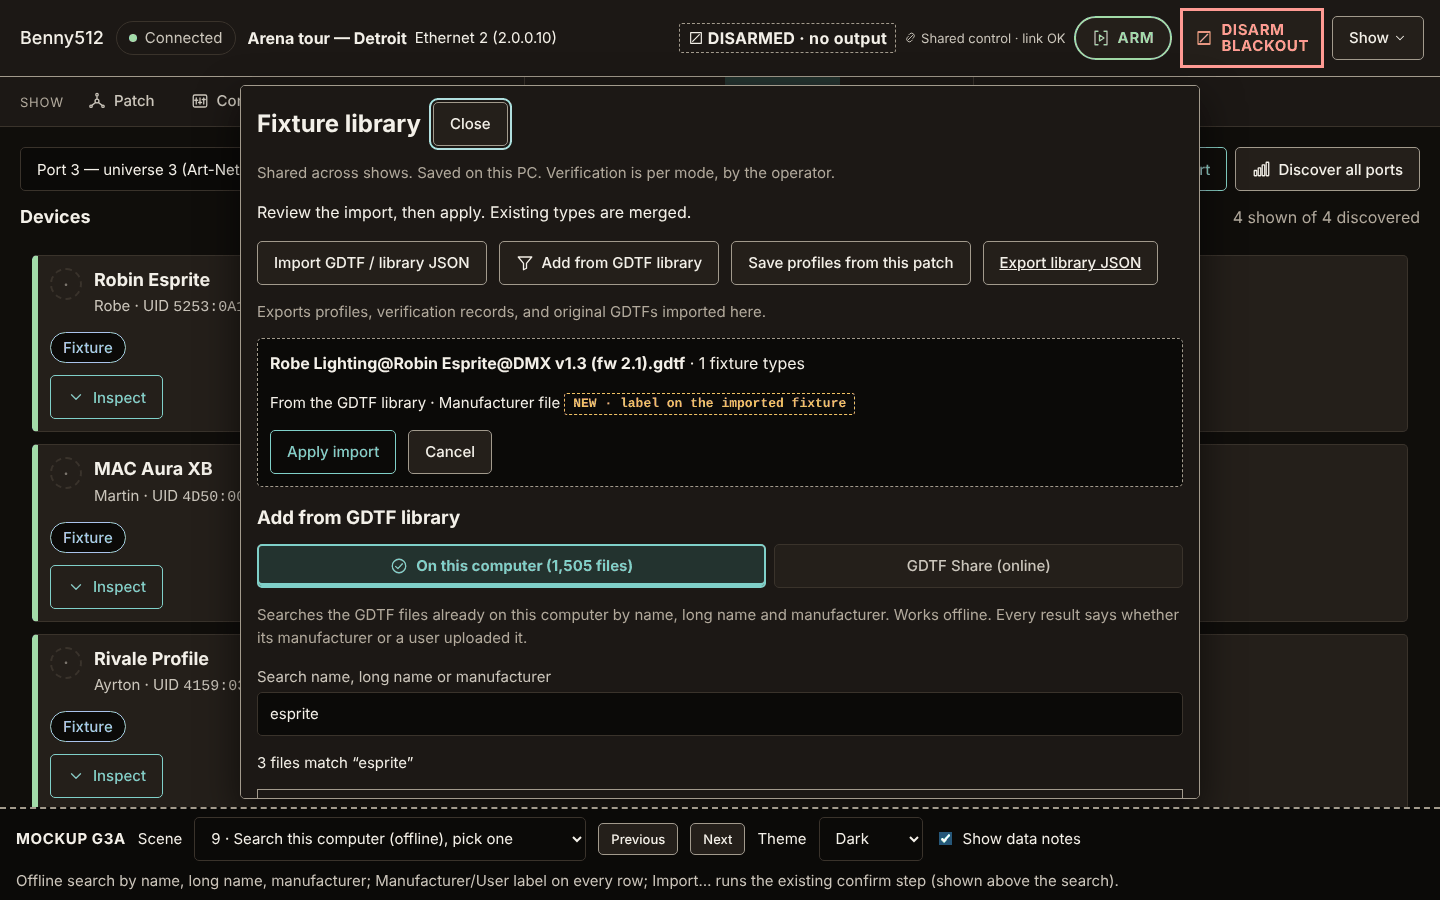 Benny512 Connected Arena tour — Detroit Ethernet 2 (2.0.0.10) DISARMED · no output Shared control · link OK ARM DISARM BLACKOUT Show
SHOW Patch
Port 3 — universe 3 (Art-Net
Discover all ports
Devices
4 shown of 4 discovered
Robin Esprite
Robe · UID
Fixture
Inspect
MAC Aura XB
Martin · UID
Fixture
Inspect
Rivale Profile
Ayrton · UID
Fixture
Inspect
Fixture library Close
Shared across shows. Saved on this PC. Verification is per mode, by the operator.
Review the import, then apply. Existing types are merged.
Import GDTF / library JSON Add from GDTF library Save profiles from this patch Export library JSON
Exports profiles, verification records, and original GDTFs imported here.
Robe Lighting@Robin Esprite@DMX v1.3 (fw 2.1).gdtf · 1 fixture types
From the GDTF library · Manufacturer file NEW · label on the imported fixture
Apply import Cancel
Add from GDTF library
On this computer (1,505 files) GDTF Share (online)
Searches the GDTF files already on this computer by name, long name and manufacturer. Works offline. Every result says whether
its manufacturer or a user uploaded it.
Search name, long name or manufacturer
esprite
3 files match “esprite”
MOCKUP G3A Scene 9 · Search this computer (offline), pick one Previous Next Theme Dark Show data notes
Offline search by name, long name, manufacturer; Manufacturer/User label on every row; Import… runs the existing confirm step (shown above the search).